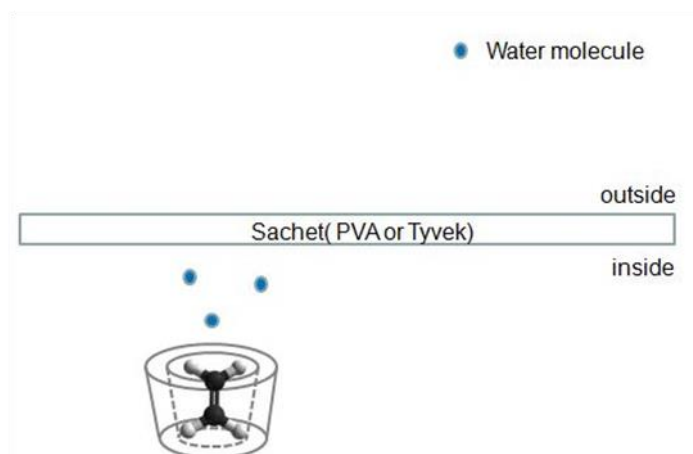 Water molecule
outside
Sachet( PVA or Tyvek)
inside